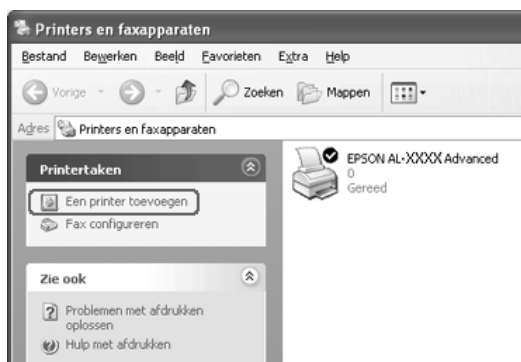 Printers en faxapparaten
Bestand Bewerken Beeld Favorieten Extra Help
Vorige Zoeken Mappen
Adres Printers en faxapparaten
Printertaken
Een printer toevoegen
Fax configureren
Zie ook
Problemen met afdrukken
oplossen
Hulp met afdrukken
EPSON AL-XXXX Advanced
0
Gereed